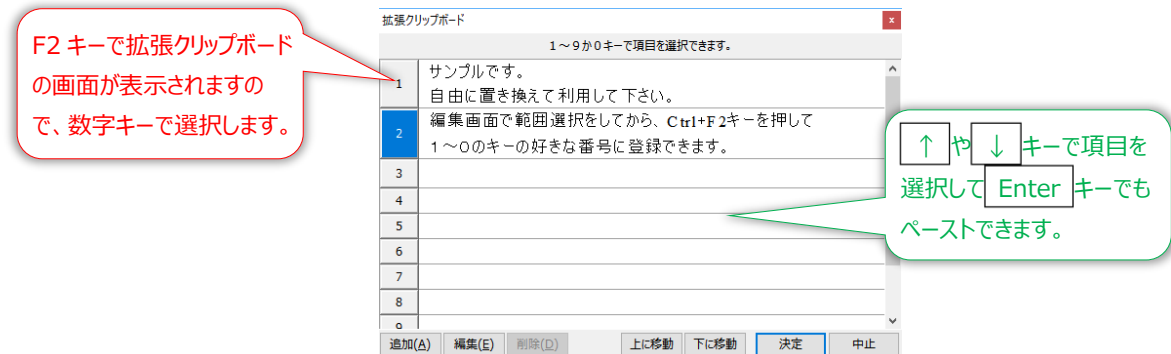 拡張クリップボード
x
1~9か0キーで項目を選択できます。
F2 キーで拡張クリップボード
の画面が表示されますの
で、数字キーで選択します。
1
サンプルです。
自由に置き換えて利用して下さい。
2
編集画面で範囲選択をしてから、Ctrl+F2キーを押して
1~0のキーの好きな番号に登録できます。
3
4
5
6
7
8
9
↑ や ↓ キーで項目を
選択して Enter キーでも
ペーストできます。
追加(A) 編集(E) 削除(D) 上に移動 下に移動 決定 中止